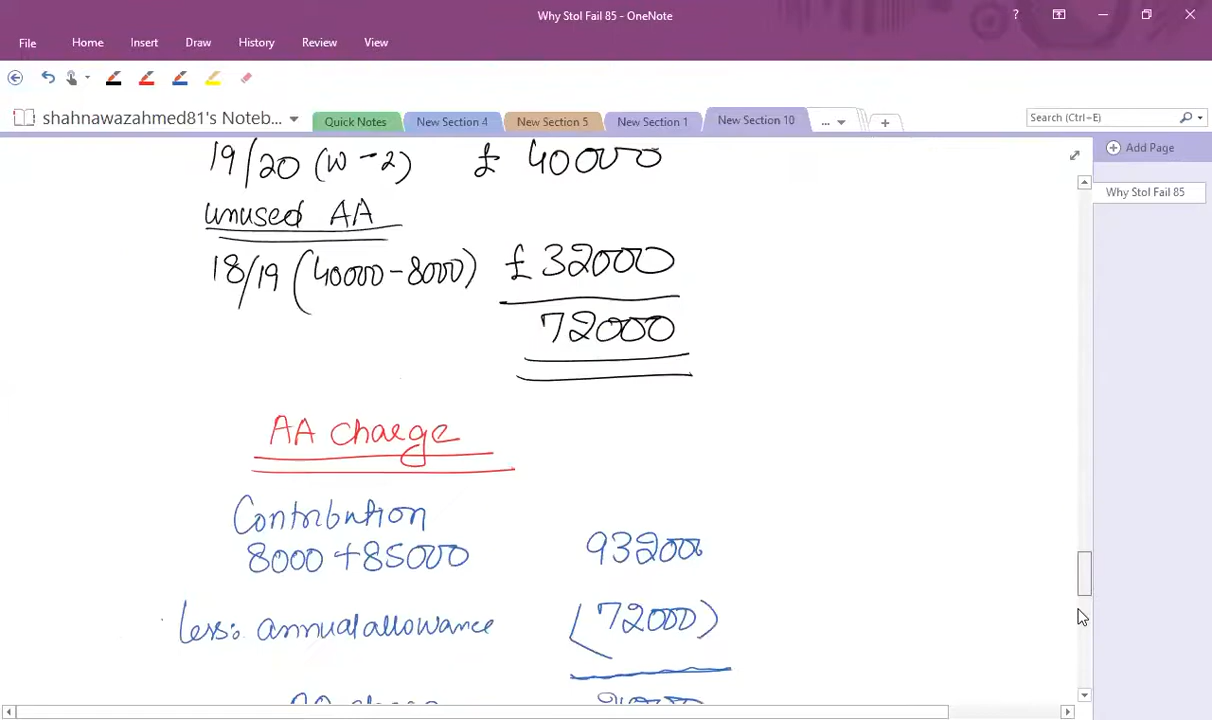 Why Stol Fail 85 - OneNote
?
File Home Insert Draw History Review View
shahnawazahmed81's Noteb... Quick Notes New Section 4 New Section 5 New Section 1 New Section 10 ... Search (Ctrl+E)
Add Page
Why Stol Fail 85
19/20 (W-2) £ 40000
unused AA
18/19 (40000-8000) £32000
72000
AA charge
Contribution
8000 + 85000 93200
less: annual allowance (72000)